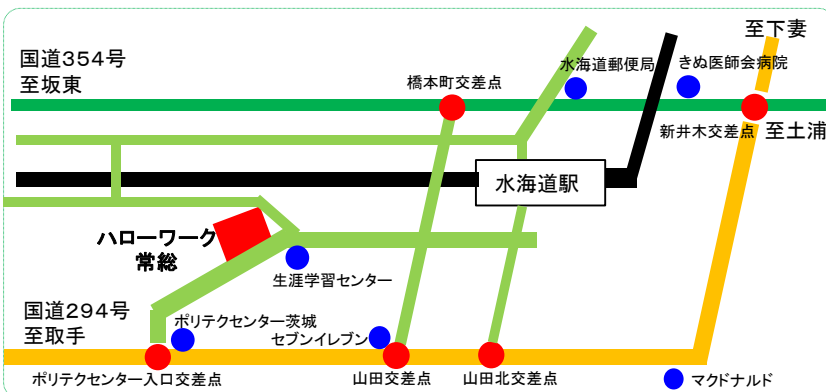 至下妻
国道354号
至坂東
水海道郵便局
きぬ医師会病院
橋本町交差点
新井木交差点
至土浦
水海道駅
ハローワーク
常総
生涯学習センター
国道294号
至取手
ポリテクセンター茨城
セブンイレブン
ポリテクセンター入口交差点
山田交差点
山田北交差点
マクドナルド